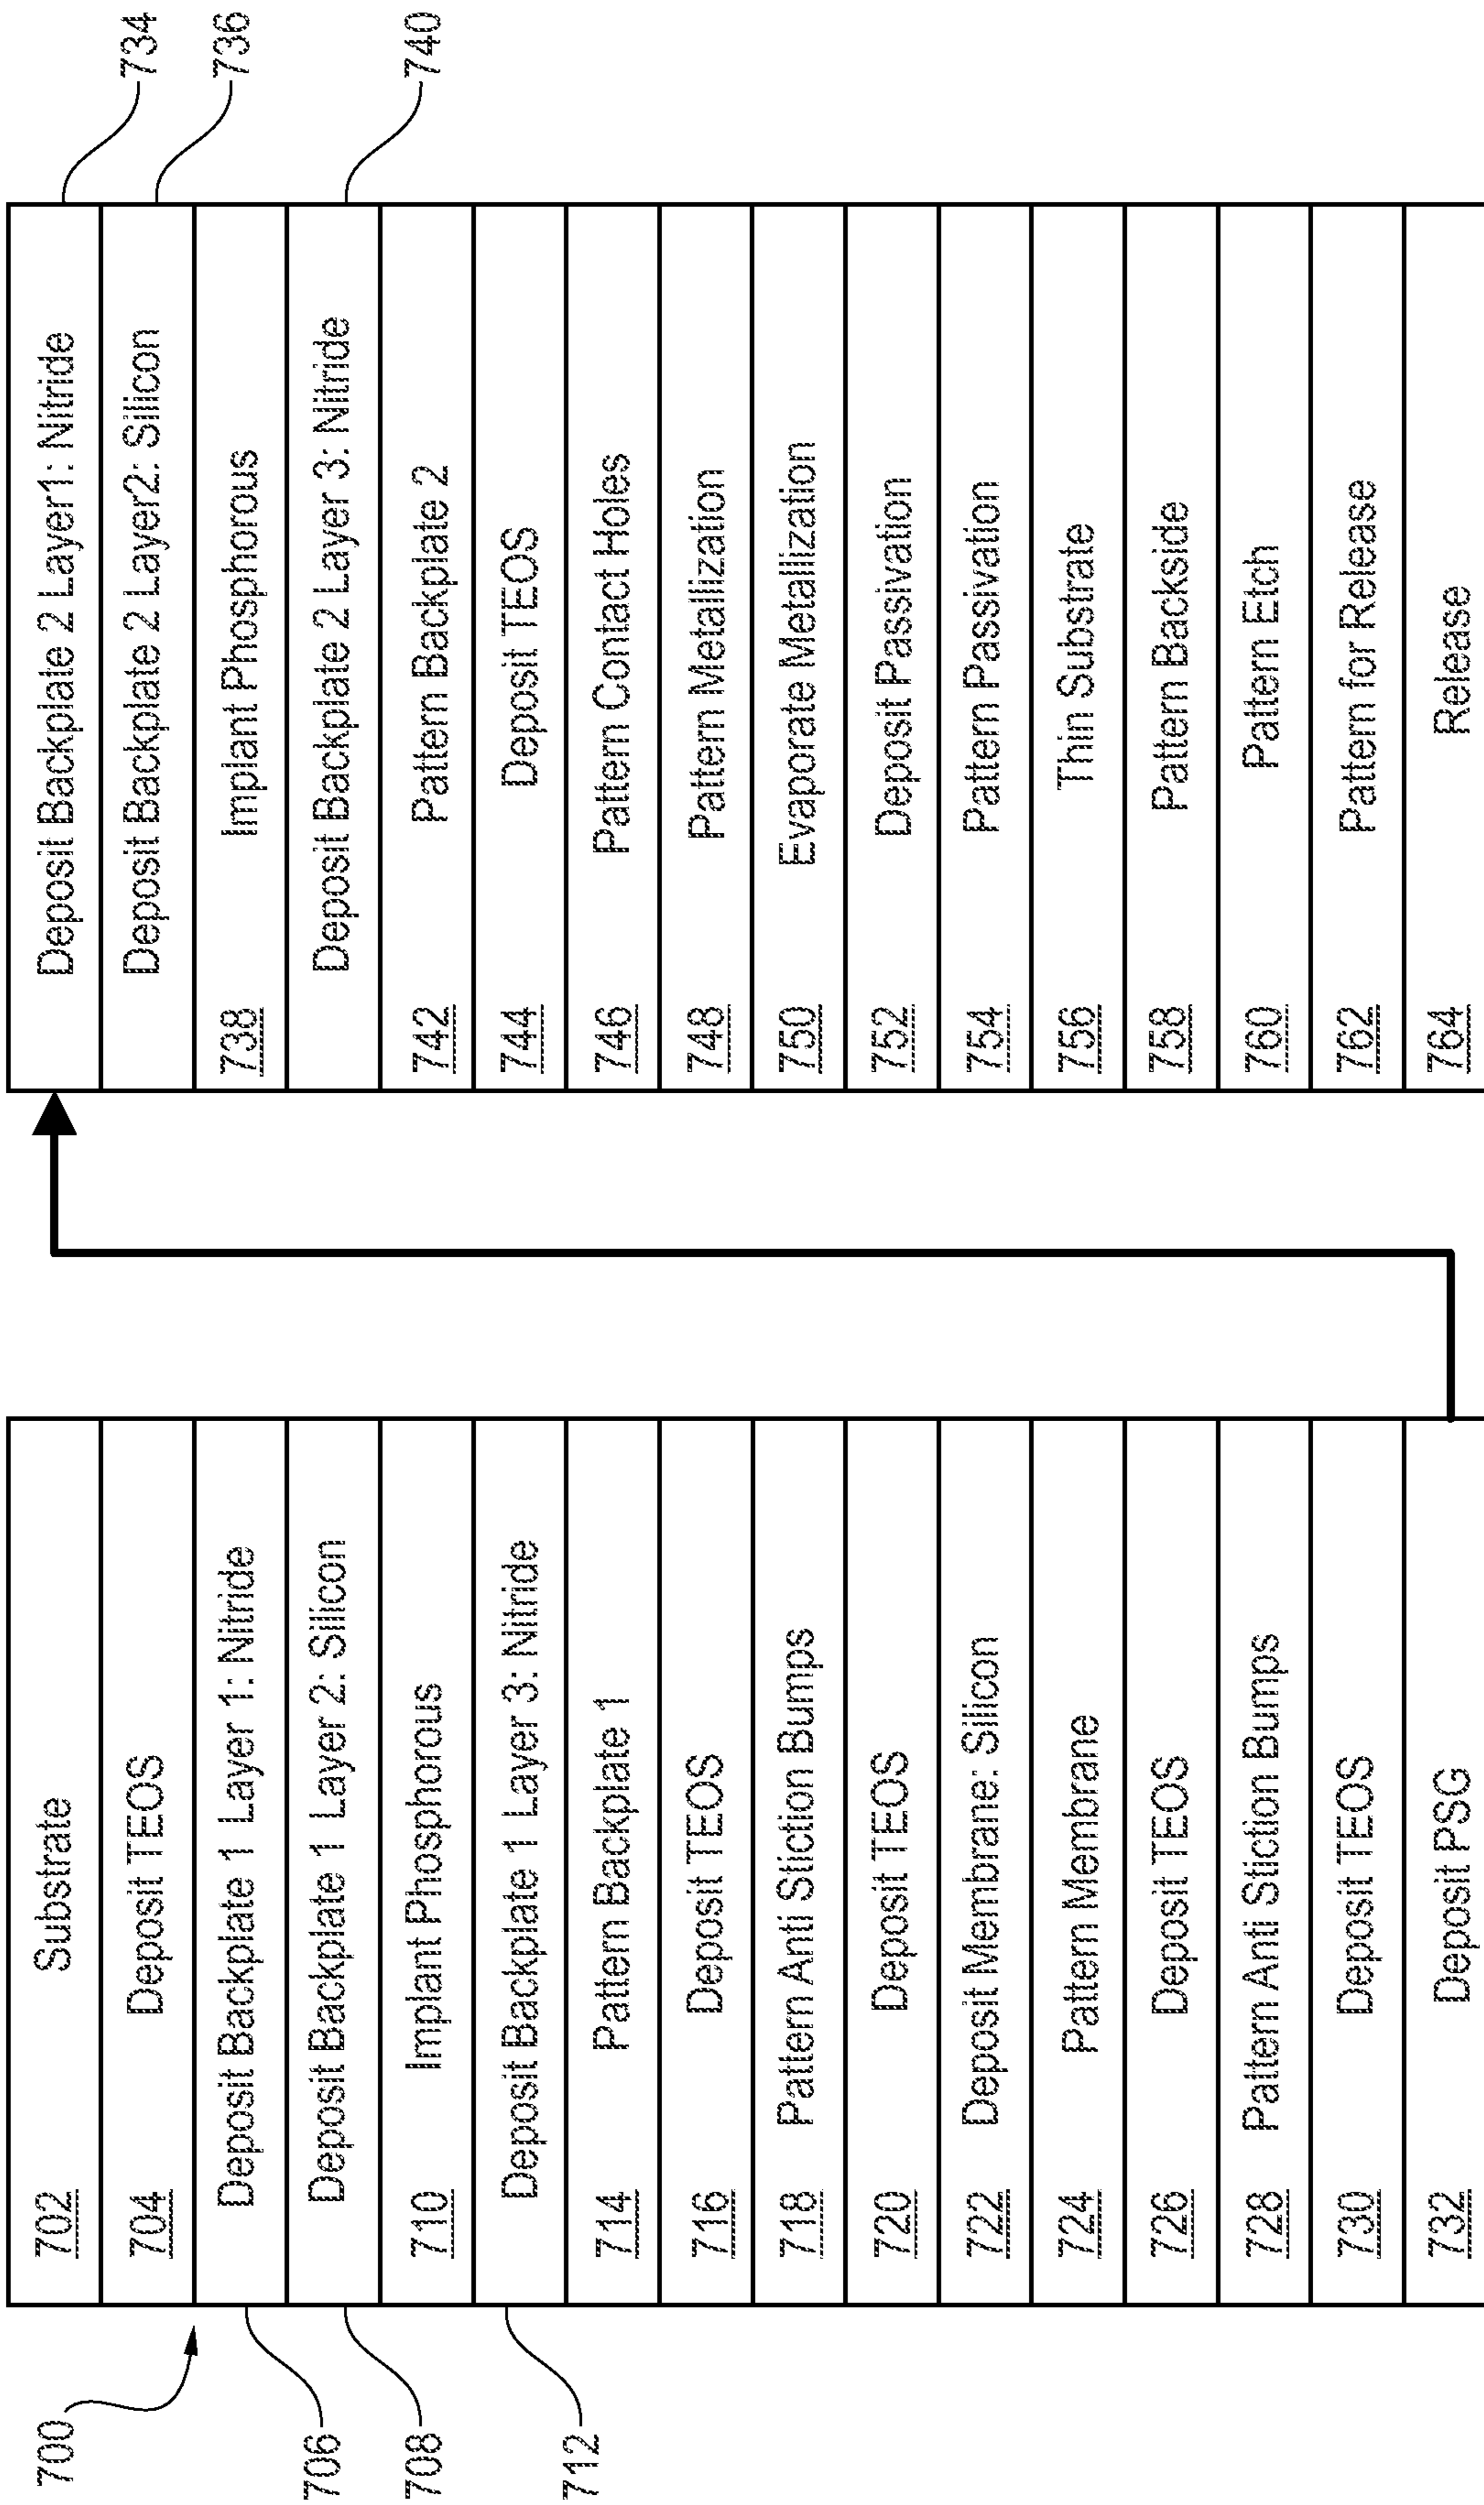 700
702 Substrate
704 Deposit TEOS
706 Deposit Backplate 1 Layer 1: Nitride
708 Deposit Backplate 1 Layer 2: Silicon
710 Implant Phosphorous
712 Deposit Backplate 1 Layer 3: Nitride
714 Pattern Backplate 1
716 Deposit TEOS
718 Pattern Anti Stiction Bumps
720 Deposit TEOS
722 Deposit Membrane: Silicon
724 Pattern Membrane
726 Deposit TEOS
728 Pattern Anti Stiction Bumps
730 Deposit TEOS
732 Deposit PSG
Deposit Backplate 2 Layer1: Nitride 734
Deposit Backplate 2 Layer2: Silicon 736
738 Implant Phosphorous
Deposit Backplate 2 Layer 3: Nitride 740
742 Pattern Backplate 2
744 Deposit TEOS
746 Pattern Contact Holes
748 Pattern Metallization
750 Evaporate Metallization
752 Deposit Passivation
754 Pattern Passivation
756 Thin Substrate
758 Pattern Backside
760 Pattern Etch
762 Pattern for Release
764 Release